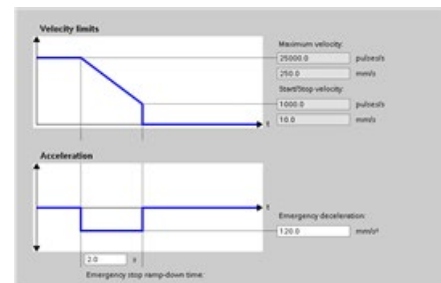 Velocity limits
Maximum velocity:
25000.0 pulses/s
250.0 mm/s
Start/Stop velocity:
1000.0 pulses/s
10.0 mm/s
t
Acceleration
t
Emergency deceleration:
120.0 mm/s²
2.0 s
Emergency stop ramp-down time: